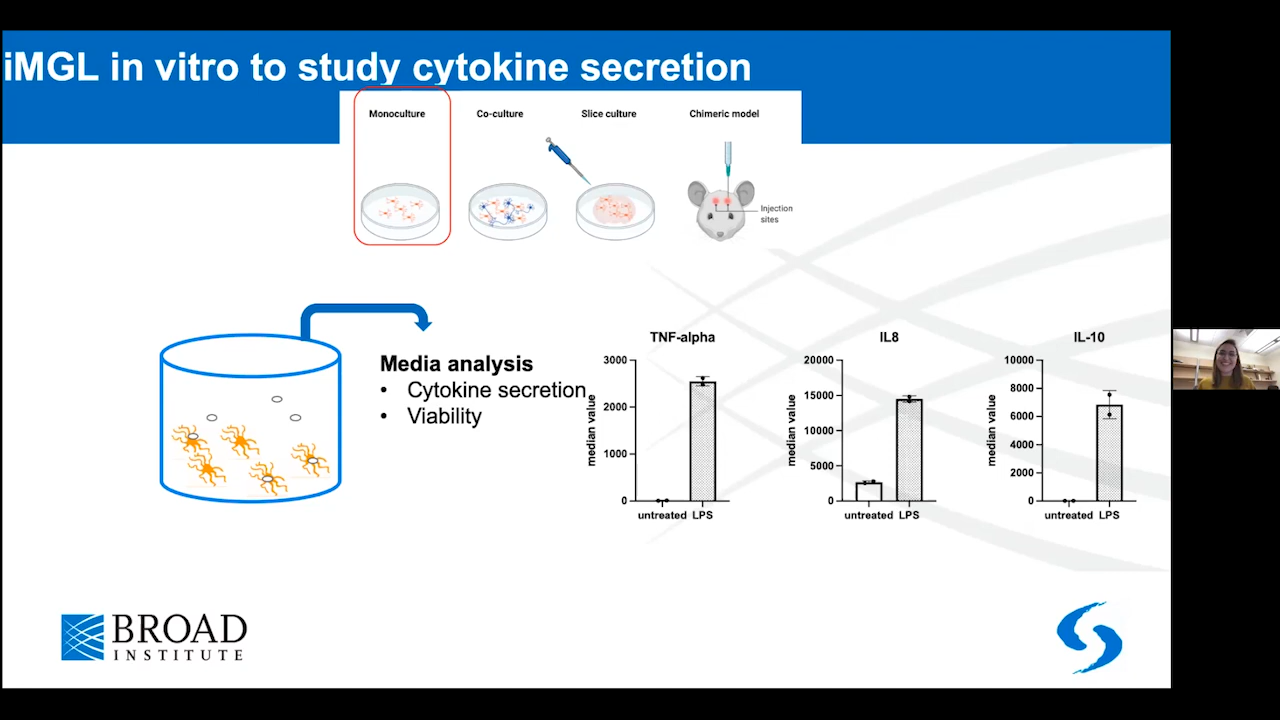 iMGL in vitro to study cytokine secretion
Monoculture
Co-culture
Slice culture
Chimeric model
Injection
sites
Media analysis
• Cytokine secretion
• Viability
TNF-alpha
median value
3000
2000
1000
0
untreated LPS
IL8
median value
20000
15000
10000
5000
0
untreated LPS
IL-10
median value
10000
8000
6000
4000
2000
0
untreated LPS
BROAD
INSTITUTE